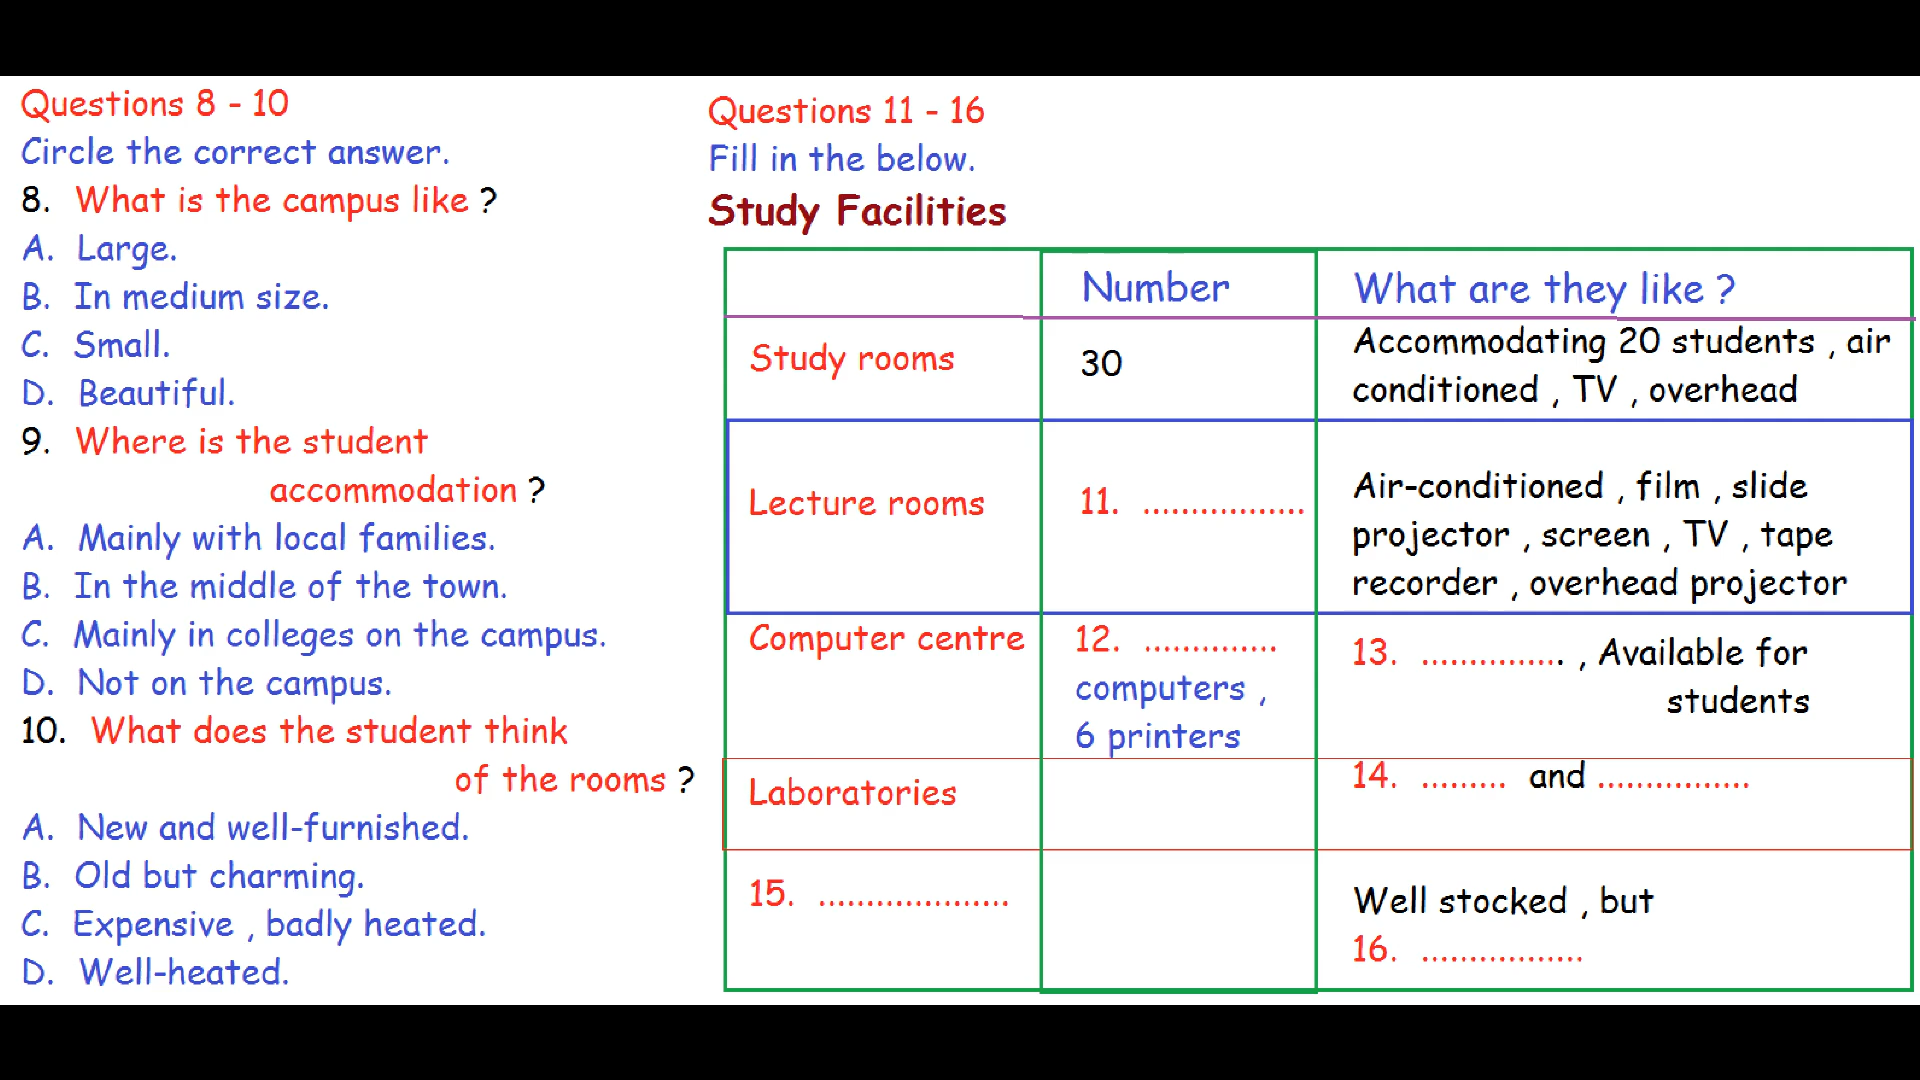 Questions 8 - 10
Circle the correct answer.
8. What is the campus like ?
A. Large.
B. In medium size.
C. Small.
D. Beautiful.
9. Where is the student
accommodation ?
A. Mainly with local families.
B. In the middle of the town.
C. Mainly in colleges on the campus.
D. Not on the campus.
10. What does the student think
of the rooms ?
A. New and well-furnished.
B. Old but charming.
C. Expensive , badly heated.
D. Well-heated.
Questions 11 - 16
Fill in the below.
Study Facilities
Number
What are they like ?
Study rooms
30
Accommodating 20 students , air
conditioned , TV , overhead
Lecture rooms
11. .................
Air-conditioned , film , slide
projector , screen , TV , tape
recorder , overhead projector
Computer centre
12. ..............
computers ,
6 printers
13. ............... , Available for
students
Laboratories
14. ......... and ................
15. ....................
Well stocked , but
16. .................